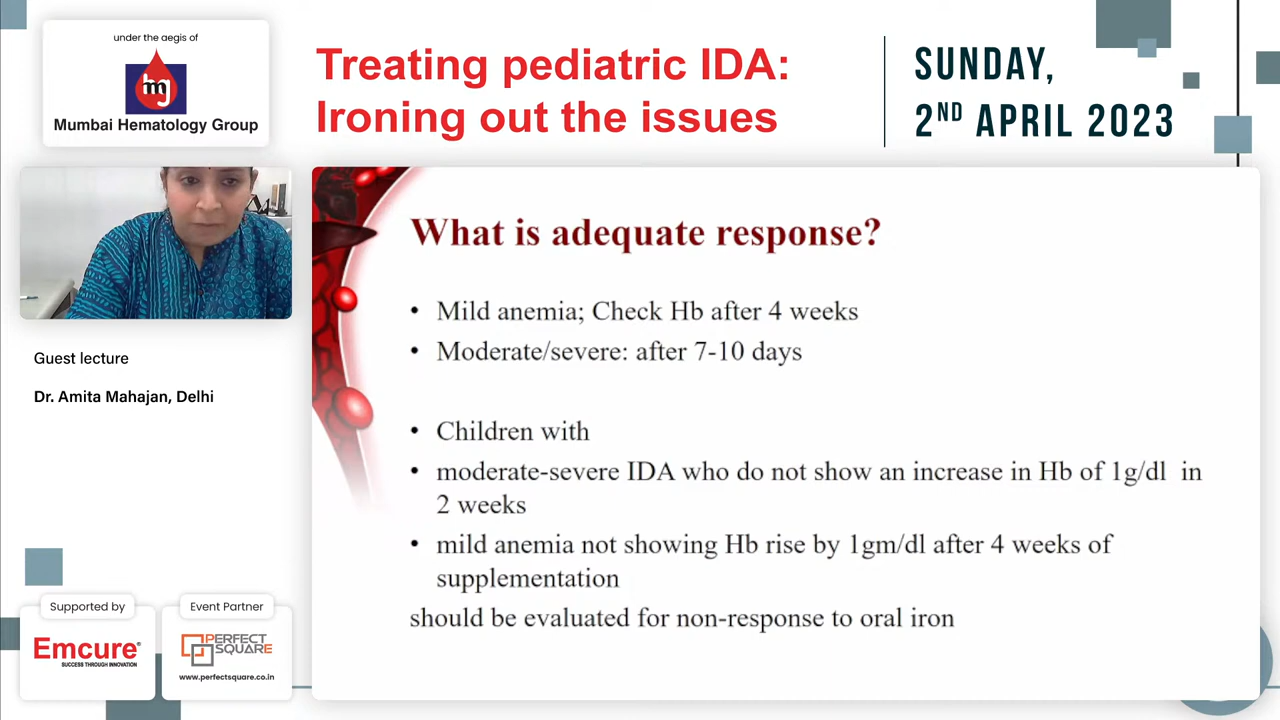 under the aegis of
hmg
Mumbai Hematology Group
Treating pediatric IDA:
Ironing out the issues
SUNDAY,
2ND APRIL 2023
Guest lecture
Dr. Amita Mahajan, Delhi
What is adequate response?
• Mild anemia; Check Hb after 4 weeks
• Moderate/severe: after 7-10 days
• Children with
• moderate-severe IDA who do not show an increase in Hb of 1g/dl in
2 weeks
• mild anemia not showing Hb rise by 1gm/dl after 4 weeks of
supplementation
should be evaluated for non-response to oral iron
Supported by
Emcure®
SUCCESS THROUGH INNOVATION
Event Partner
PERFECT
SQUARE
www.perfectsquare.co.in